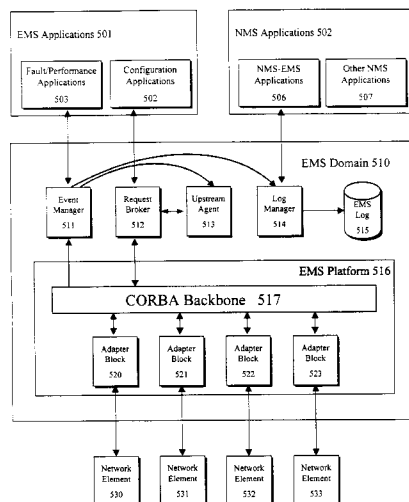 EMS Applications 501
Fault/Performance
Applications
503
Configuration
Applications
502
NMS Applications 502
NMS-EMS
Applications
506
Other NMS
Applications
507
EMS Domain 510
Event
Manager
511
Request
Broker
512
Upstream
Agent
513
Log
Manager
514
EMS
Log
515
EMS Platform 516
CORBA Backbone 517
Adapter
Block
520
Adapter
Block
521
Adapter
Block
522
Adapter
Block
523
Network
Element
530
Network
Element
531
Network
Element
532
Network
Element
533